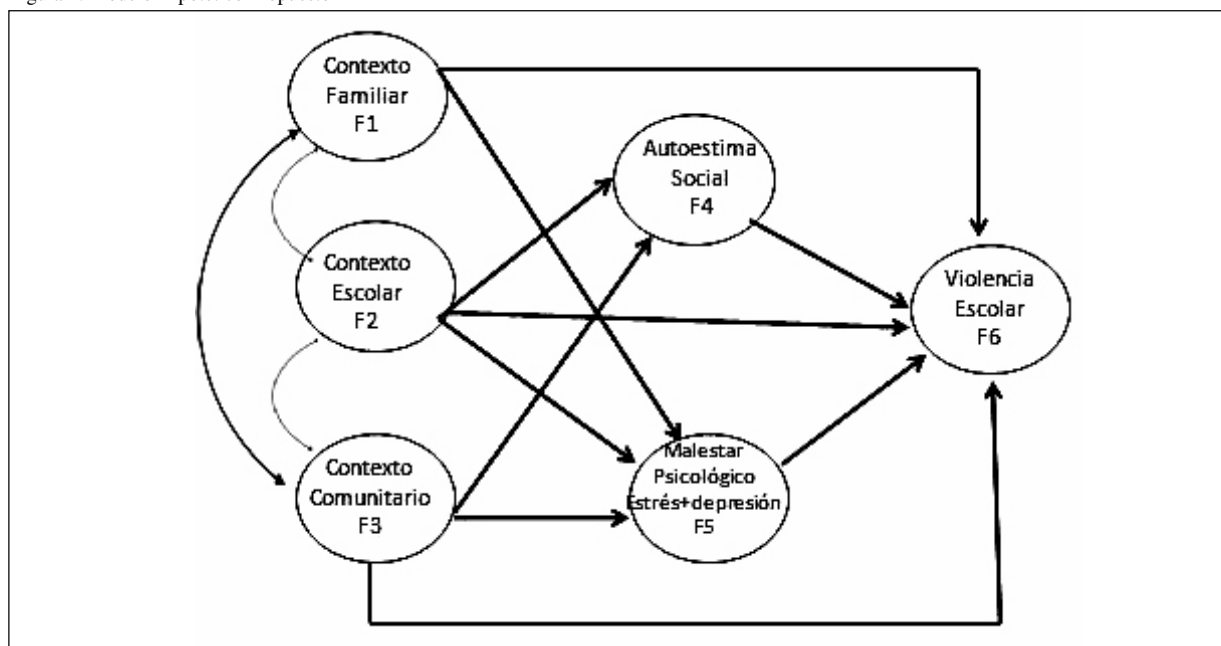 Contexto
Familiar
F1
Autoestima
Social
F4
Contexto
Escolar
F2
Violencia
Escolar
F6
Contexto
Comunitario
F3
Malestar
Psicológico
Estrés+depresión
F5